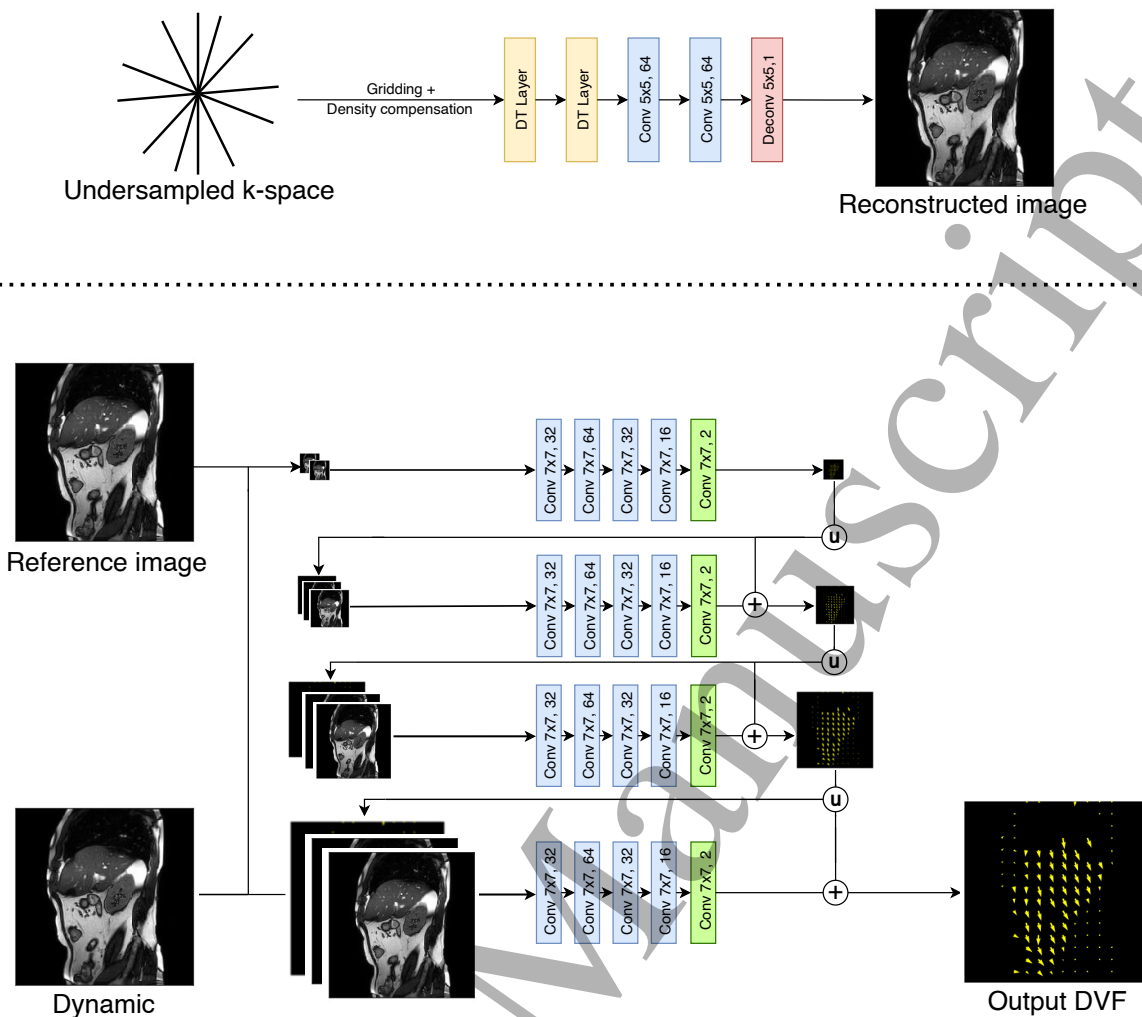 Gridding +
Density compensation
DT Layer
DT Layer
Conv 5x5, 64
Conv 5x5, 64
Deconv 5x5,1
Undersampled k-space
Reconstructed image
Reference image
Conv 7x7, 32
Conv 7x7, 64
Conv 7x7, 32
Conv 7x7, 16
Conv 7x7, 2
u
Conv 7x7, 32
Conv 7x7, 64
Conv 7x7, 32
Conv 7x7, 16
Conv 7x7, 2
+
u
Conv 7x7, 32
Conv 7x7, 64
Conv 7x7, 32
Conv 7x7, 16
Conv 7x7, 2
+
u
Conv 7x7, 32
Conv 7x7, 64
Conv 7x7, 32
Conv 7x7, 16
Conv 7x7, 2
+
Dynamic
Output DVF
Manuscript